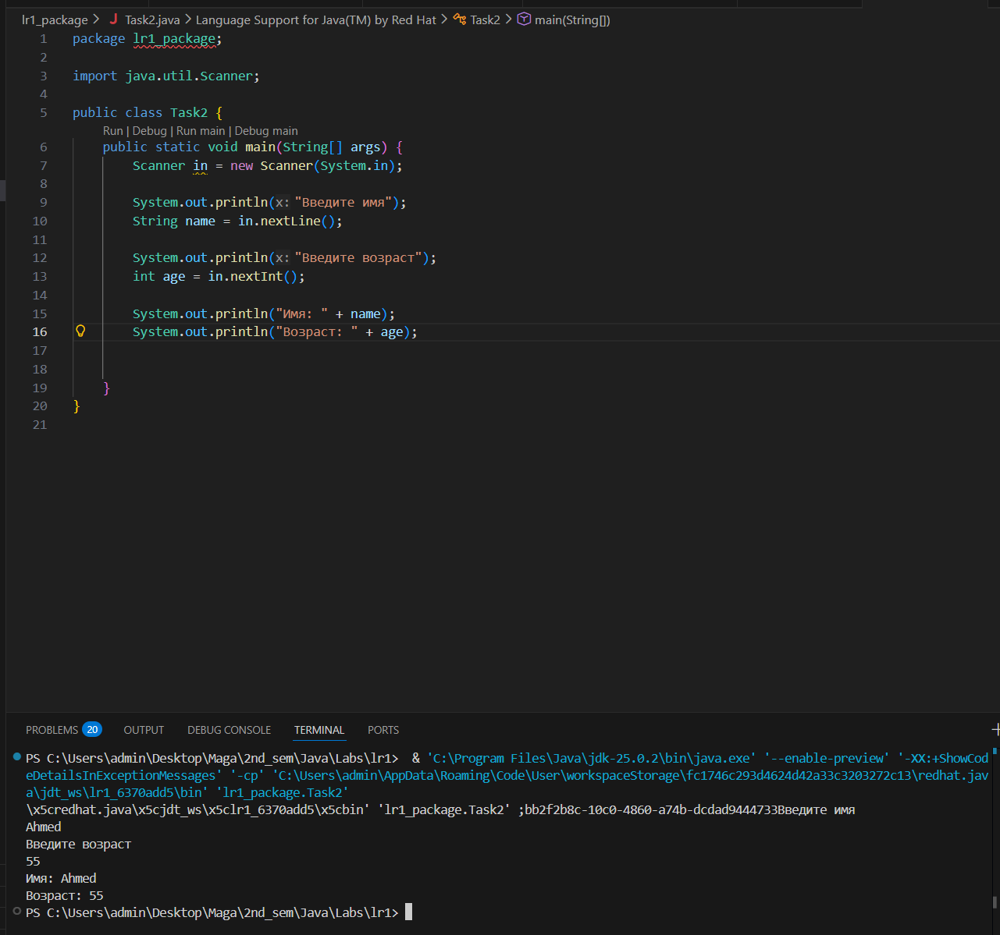 lr1_package > J Task2.java > Language Support for Java(TM) by Red Hat > Task2 > main(String[])
1 package lr1_package;
2
3 import java.util.Scanner;
4
5 public class Task2 {
Run | Debug | Run main | Debug main
6 public static void main(String[] args) {
7 Scanner in = new Scanner(System.in);
8
9 System.out.println(x: "Введите имя");
10 String name = in.nextLine();
11
12 System.out.println(x: "Введите возраст");
13 int age = in.nextInt();
14
15 System.out.println("Имя: " + name);
16 System.out.println("Возраст: " + age);
17
18
19 }
20 }
21
PROBLEMS 20 OUTPUT DEBUG CONSOLE TERMINAL PORTS
PS C:\Users\admin\Desktop\Maga\2nd_sem\Java\Labs\lr1> & 'C:\Program Files\Java\jdk-25.0.2\bin\java.exe' '--enable-preview' '-XX:+ShowCod
eDetailsInExceptionMessages' '-cp' 'C:\Users\admin\AppData\Roaming\Code\User\workspaceStorage\fc1746c293d4624d42a33c3203272c13\redhat.jav
a\jdt_ws\lr1_6370add5\bin' 'lr1_package.Task2'
\x5credhat.java\x5cjdt_ws\x5clr1_6370add5\x5cbin' 'lr1_package.Task2' ;bb2f2b8c-10c0-4860-a74b-dcdad9444733Введите имя
Ahmed
Введите возраст
55
Имя: Ahmed
Возраст: 55
PS C:\Users\admin\Desktop\Maga\2nd_sem\Java\Labs\lr1>